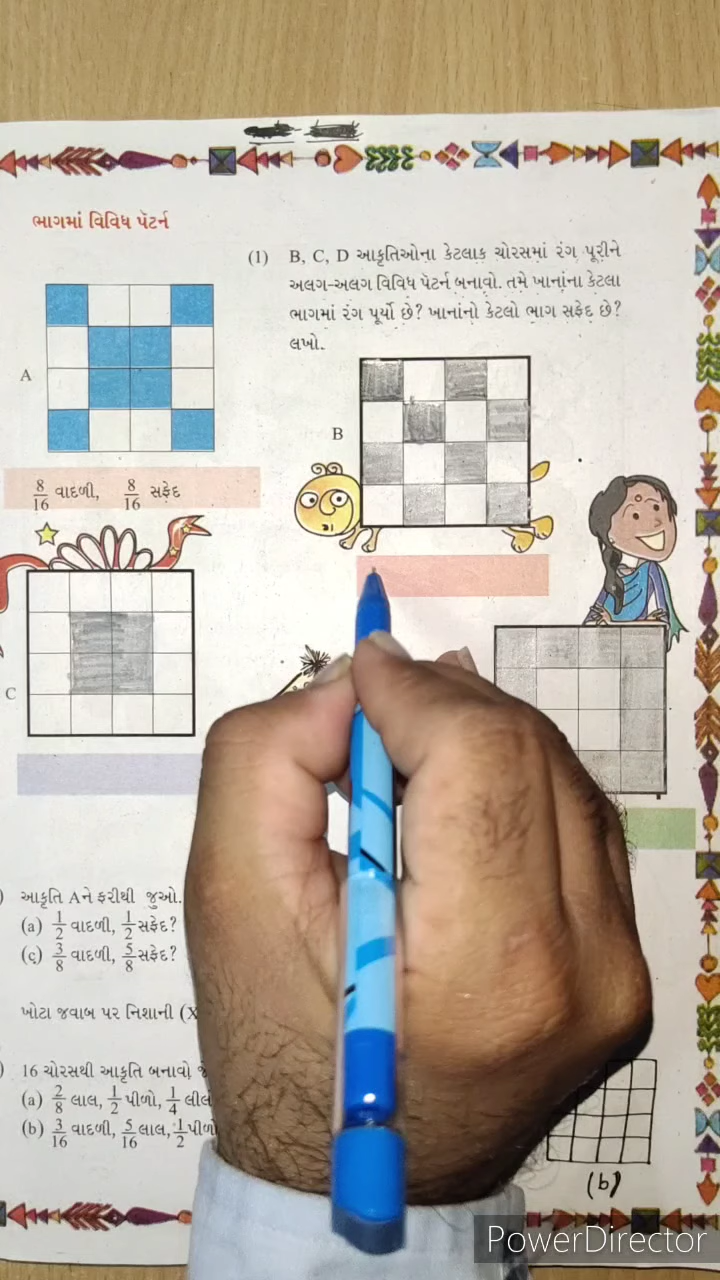 ભાગમાં વિવિધ પૅટર્ન
(1) B, C, D આકૃતિઓના કેટલાક ચોરસમાં રંગ પૂરીને
અલગ-અલગ વિવિધ પૅટર્ન બનાવો. તમે ખાનાંના કેટલા
ભાગમાં રંગ પૂર્યો છે? ખાનાંનો કેટલો ભાગ સફેદ છે?
લખો.
A
B
8/16 વાદળી, 8/16 સફેદ
C
આકૃતિ Aને ફરીથી જુઓ.
(a) 1/2 વાદળી, 1/2 સફેદ?
(c) 3/8 વાદળી, 5/8 સફેદ?
ખોટા જવાબ પર નિશાની (X
16 ચોરસથી આકૃતિ બનાવો
(a) 2/8 લાલ, 1/2 પીળો, 1/4
(b) 3/16 વાદળી, 5/16 લાલ, 1/2
(b)
PowerDirector